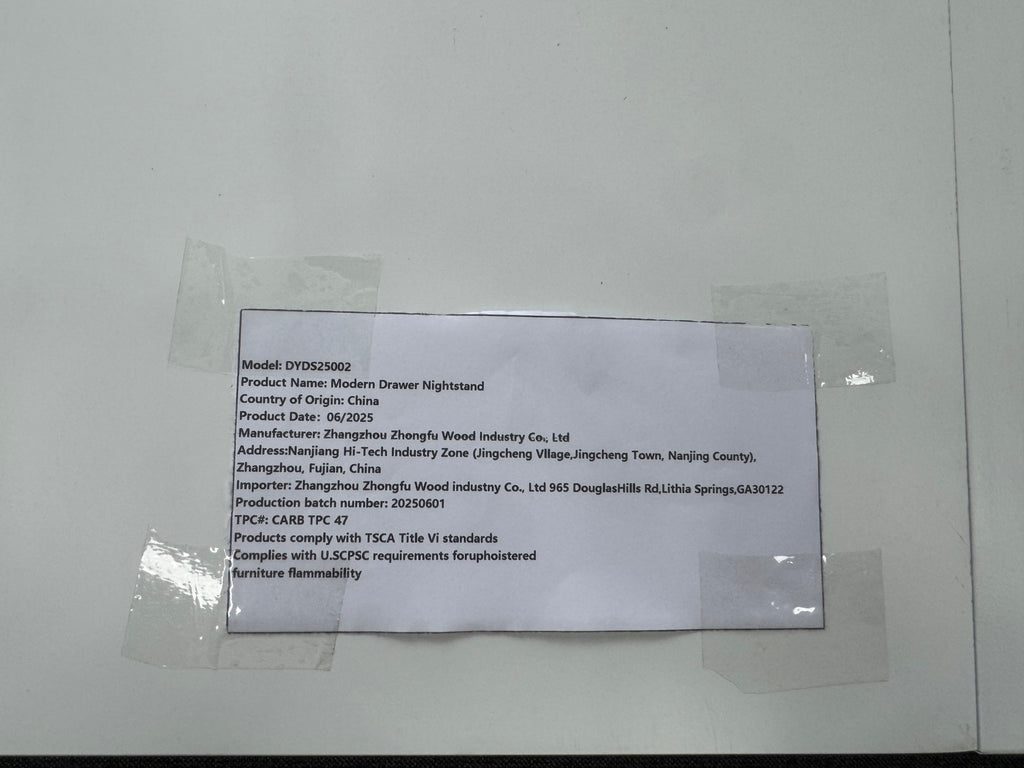 Model: DYDS25002
Product Name: Modern Drawer Nightstand
Country of Origin: China
Product Date: 06/2025
Manufacturer: Zhangzhou Zhongfu Wood Industry Co., Ltd
Address:Nanjiang Hi-Tech Industry Zone (Jingcheng Vllage,Jingcheng Town, Nanjing County),
Zhangzhou, Fujian, China
Importer: Zhangzhou Zhongfu Wood industny Co., Ltd 965 DouglasHills Rd,Lithia Springs,GA30122
Production batch number: 20250601
TPC#: CARB TPC 47
Products comply with TSCA Title Vi standards
Complies with U.SCPSC requirements foruphoistered
furniture flammability